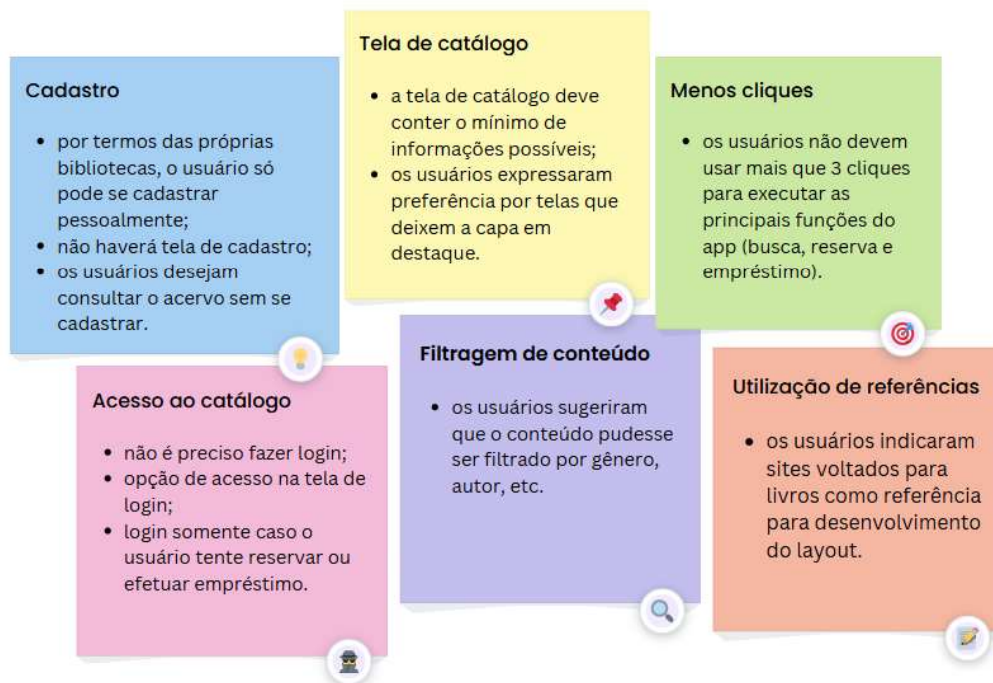 Cadastro
• por termos das próprias
bibliotecas, o usuário só
pode se cadastrar
pessoalmente;
• não haverá tela de cadastro;
• os usuários desejam
consultar o acervo sem se
cadastrar.
Tela de catálogo
• a tela de catálogo deve
conter o mínimo de
informações possíveis;
• os usuários expressaram
preferência por telas que
deixem a capa em
destaque.
Menos cliques
• os usuários não devem
usar mais que 3 cliques
para executar as
principais funções do
app (busca, reserva e
empréstimo).
Acesso ao catálogo
• não é preciso fazer login;
• opção de acesso na tela de
login;
• login somente caso o
usuário tente reservar ou
efetuar empréstimo.
Filtragem de conteúdo
• os usuários sugeriram
que o conteúdo pudesse
ser filtrado por gênero,
autor, etc.
Utilização de referências
• os usuários indicaram
sites voltados para
livros como referência
para desenvolvimento
do layout.